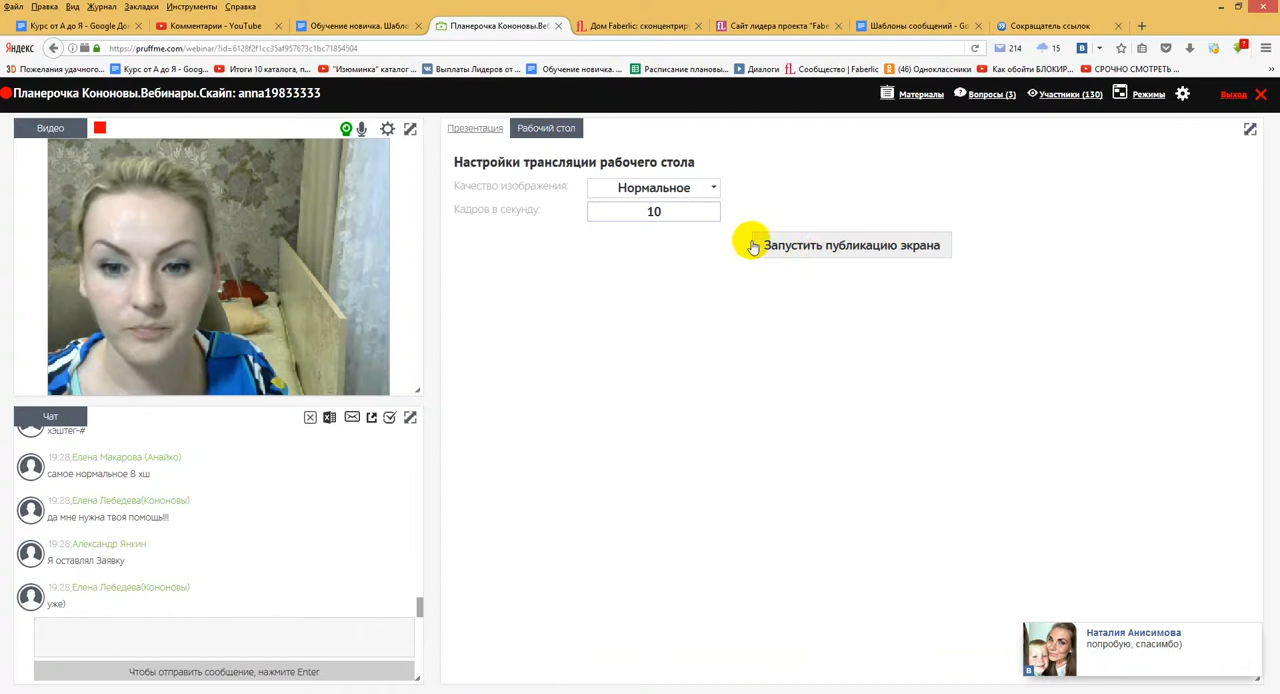 Файл Правка Вид Журнал Закладки Инструменты Справка
Курс от А до Я - Google До Комментарии - YouTube Обучение новичка. Шабло Планерочка Кононовы.Ве Дом Faberlic: сконцентрир Сайт лидера проекта "Fabe Шаблоны сообщений - Go Сокращатель ссылок
Яндекс https://pruffme.com/webinar/?id=6128f2f1cc35af957673c1bc71854504 214 15 7
Пожелания удачного... Курс от А до Я - Goog... Итоги 10 каталога, п... "Изюминка" каталог ... Выплаты Лидеров от ... Обучение новичка. ... Расписание плановы... Диалоги Сообщество | Faberlic (46) Одноклассники Как обойти БЛОКИР... СРОЧНО СМОТРЕТЬ ...
Планерочка Кононовы.Вебинары.Скайп: anna19833333 Материалы Вопросы (3) Участники (130) Режимы Выход
Видео
Презентация Рабочий стол
Настройки трансляции рабочего стола
Качество изображения: Нормальное
Кадров в секунду: 10
Запустить публикацию экрана
Чат
хэштег-#
19:28,Елена Макарова (Анайко)
самое нормальное 8 хш
19:28,Елена Лебедева(Кононовы)
да мне нужна твоя помощь!!!
19:28,Александр Янкин
Я оставлял Заявку
19:28,Елена Лебедева(Кононовы)
уже)
Чтобы отправить сообщение, нажмите Enter
Наталия Анисимова
попробую, спасибо)